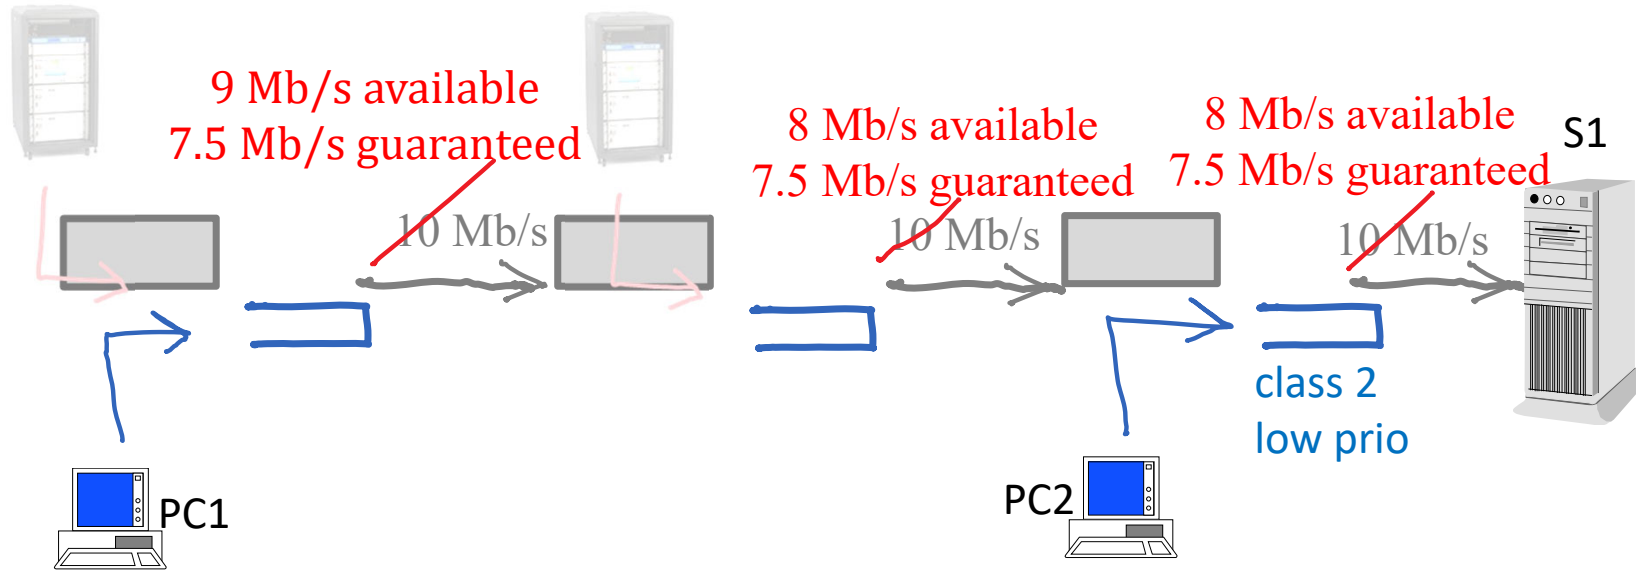 9 Mb/s available
7.5 Mb/s guaranteed
8 Mb/s available
7.5 Mb/s guaranteed
8 Mb/s available
7.5 Mb/s guaranteed
S1
10 Mb/s
10 Mb/s
10 Mb/s
class 2
low prio
PC1
PC2